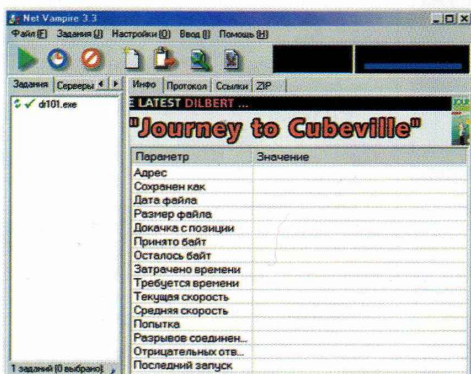 Net Vampire 3.3
Файл (F) Задания (J) Настройки (O) Ввод (I) Помощь (H)
Задания Серверы
Инфо Протокол Ссылки ZIP
dr101.exe
E LATEST DILBERT ...
"Journey to Cubeville"
Параметр Значение
Адрес
Сохранен как
Дата файла
Размер файла
Докачка с позиции
Принято байт
Осталось байт
Затрачено времени
Требуется времени
Текущая скорость
Средняя скорость
Попытка
Разрывов соединен...
Отрицательных отв...
Последний запуск
1 заданий (0 выбрано)